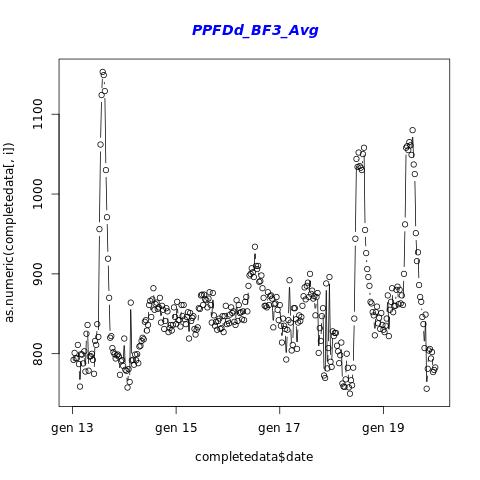 PPFDd_BF3_Avg
as.numeric(completedata[, i])
1100
1000
900
800
gen 13
gen 15
gen 17
gen 19
completedata$date